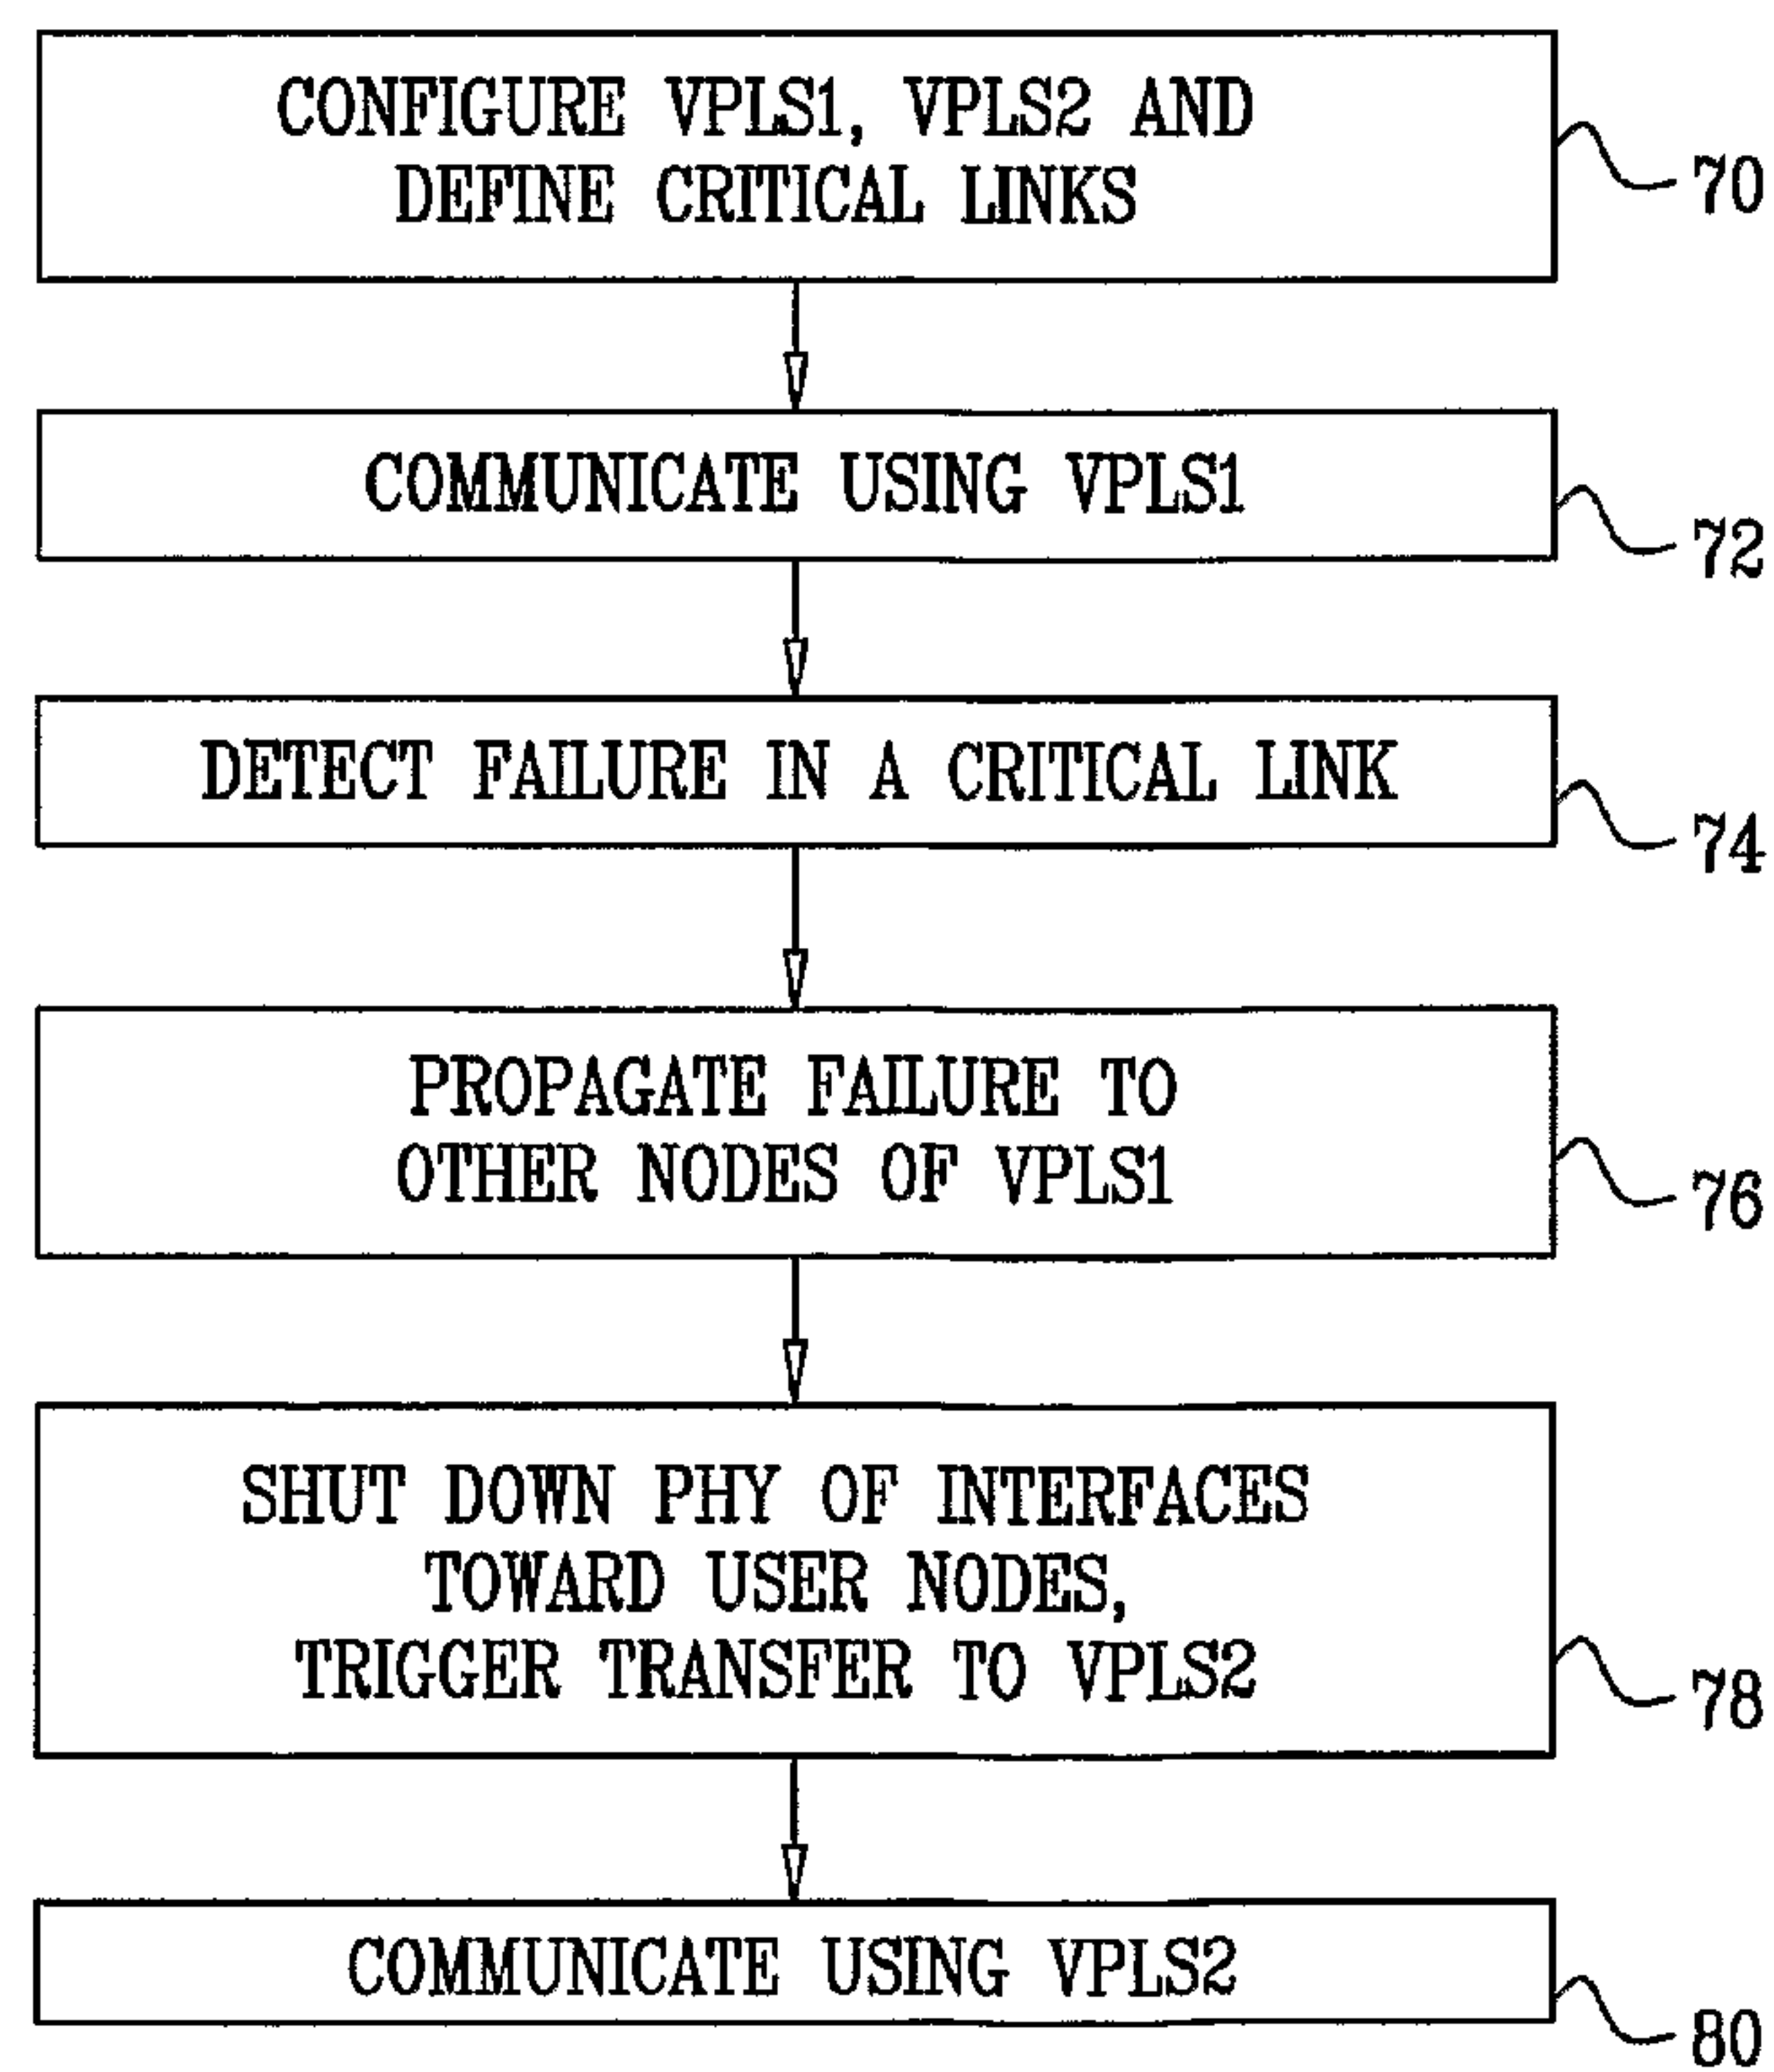 CONFIGURE VPLS1, VPLS2 AND
DEFINE CRITICAL LINKS
70
COMMUNICATE USING VPLS1
72
DETECT FAILURE IN A CRITICAL LINK
74
PROPAGATE FAILURE TO
OTHER NODES OF VPLS1
76
SHUT DOWN PHY OF INTERFACES
TOWARD USER NODES,
TRIGGER TRANSFER TO VPLS2
78
COMMUNICATE USING VPLS2
80